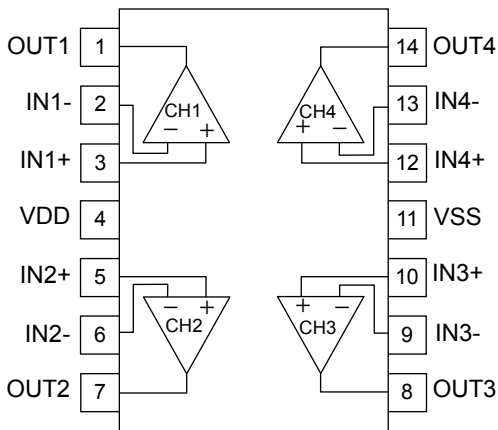 OUT1 1 14 OUT4
IN1- 2 CH1 CH4 13 IN4-
− + + −
IN1+ 3 12 IN4+
VDD 4 11 VSS
IN2+ 5 10 IN3+
− + + −
IN2- 6 CH2 CH3 9 IN3-
OUT2 7 8 OUT3